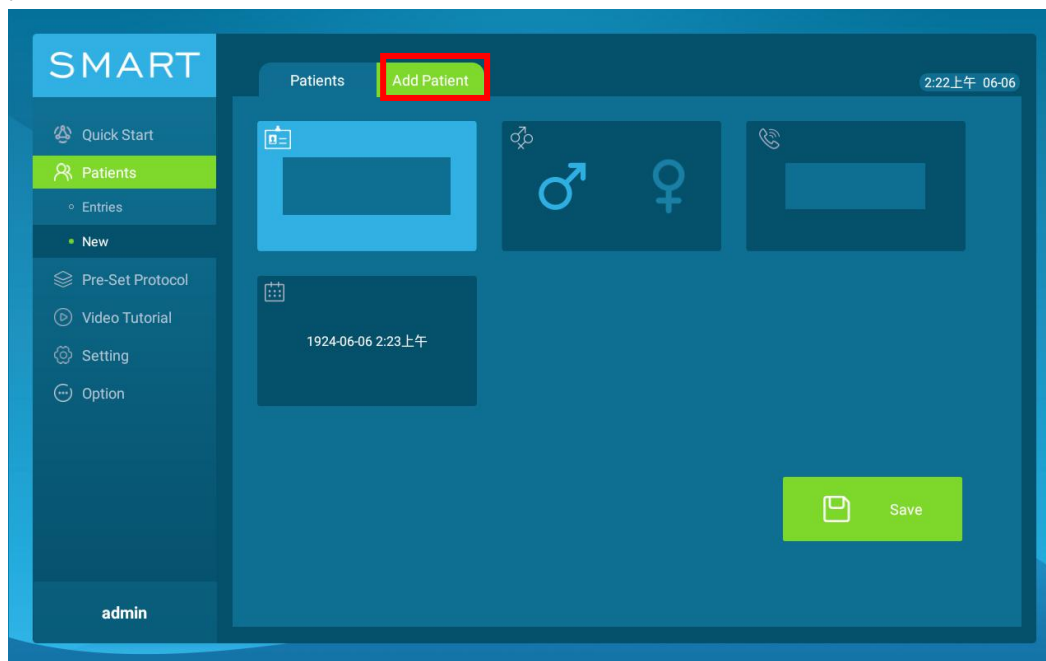 SMART
Patients
Add Patient
2:22上午 06-06
Quick Start
Patients
Entries
New
Pre-Set Protocol
Video Tutorial
Setting
Option
1924-06-06 2:23上午
Save
admin